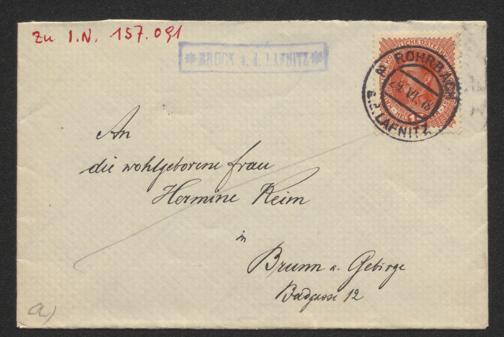 Zu I.N. 157.091
*BRUCK a. d. LAFNITZ*
ROHRBACH
a.d. LAFNITZ
An
die wohlgeborene Frau
Hermine Reim
in
Brunn a. Gebirge
Badgasse 12
a)